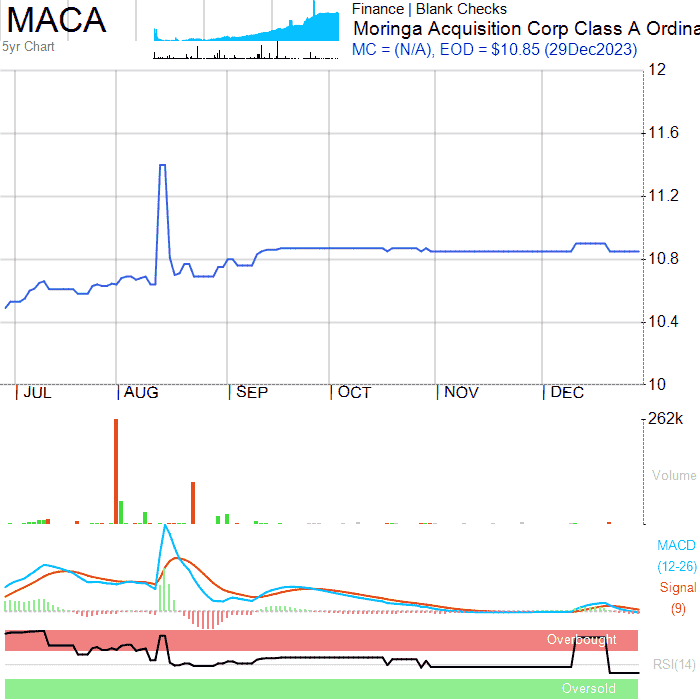 MACA
5yr Chart
Finance | Blank Checks
Moringa Acquisition Corp Class A Ordina
MC = (N/A), EOD = $10.85 (29Dec2023)
12
11.6
11.2
10.8
10.4
10
JUL
AUG
SEP
OCT
NOV
DEC
262k
Volume
MACD
(12-26)
Signal
(9)
Overbought
RSI(14)
Oversold